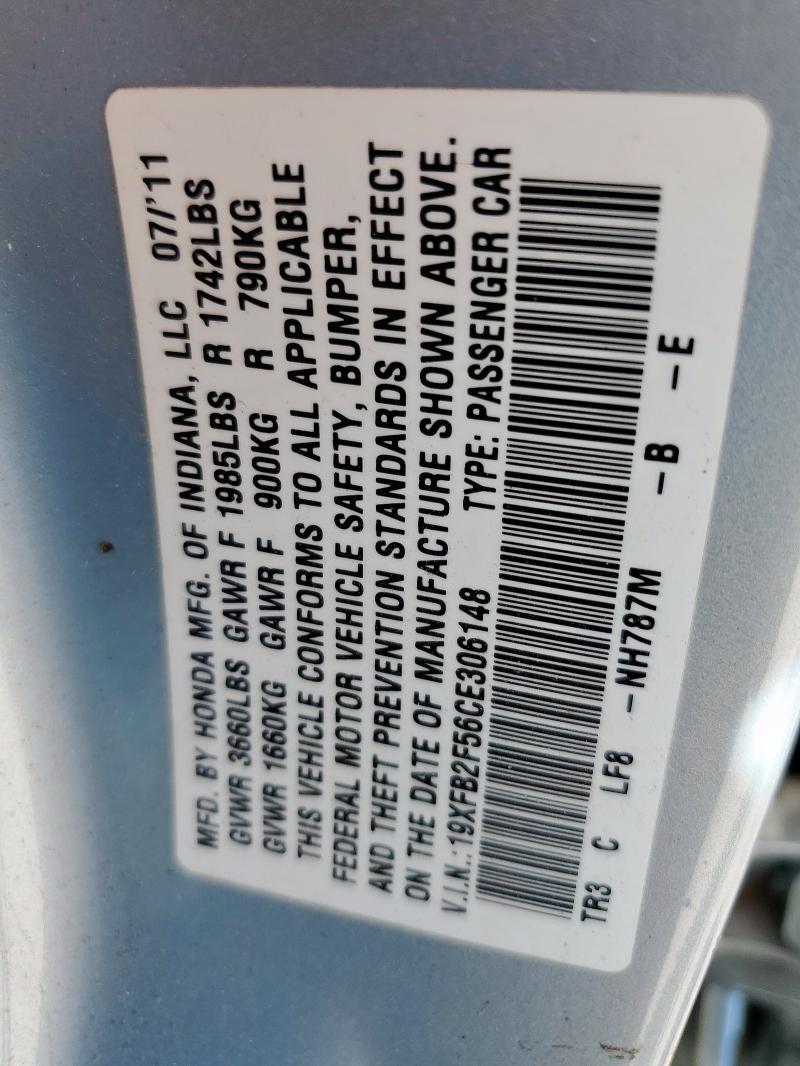 MFD. BY HONDA MFG. OF INDIANA, LLC 07/'11
GVWR 3660LBS GAWR F 1985LBS R 1742LBS
GVWR 1660KG GAWR F 900KG R 790KG
THIS VEHICLE CONFORMS TO ALL APPLICABLE
FEDERAL MOTOR VEHICLE SAFETY, BUMPER,
AND THEFT PREVENTION STANDARDS IN EFFECT
ON THE DATE OF MANUFACTURE SHOWN ABOVE.
V.I.N.: 19XFB2F56CE306148 TYPE: PASSENGER CAR
TR3 C LF8 -NH787M -B -E